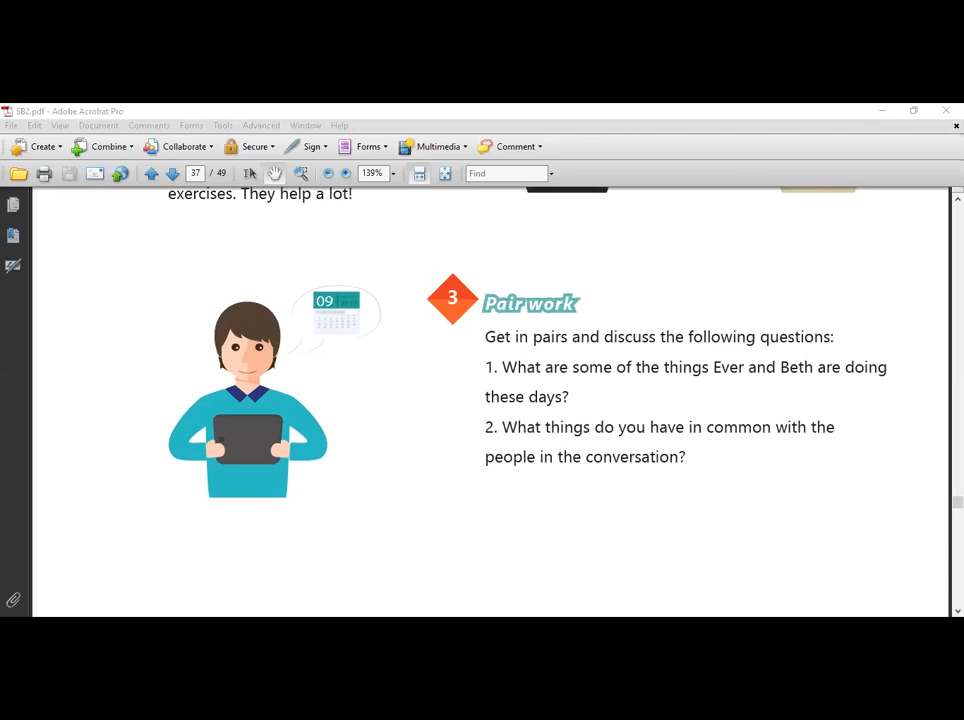 SB2.pdf - Adobe Acrobat Pro
File Edit View Document Comments Forms Tools Advanced Window Help
Create Combine Collaborate Secure Sign Forms Multimedia Comment
37 / 49 139% Find
exercises. They help a lot!
09
3
Pair work
Get in pairs and discuss the following questions:
1. What are some of the things Ever and Beth are doing
these days?
2. What things do you have in common with the
people in the conversation?